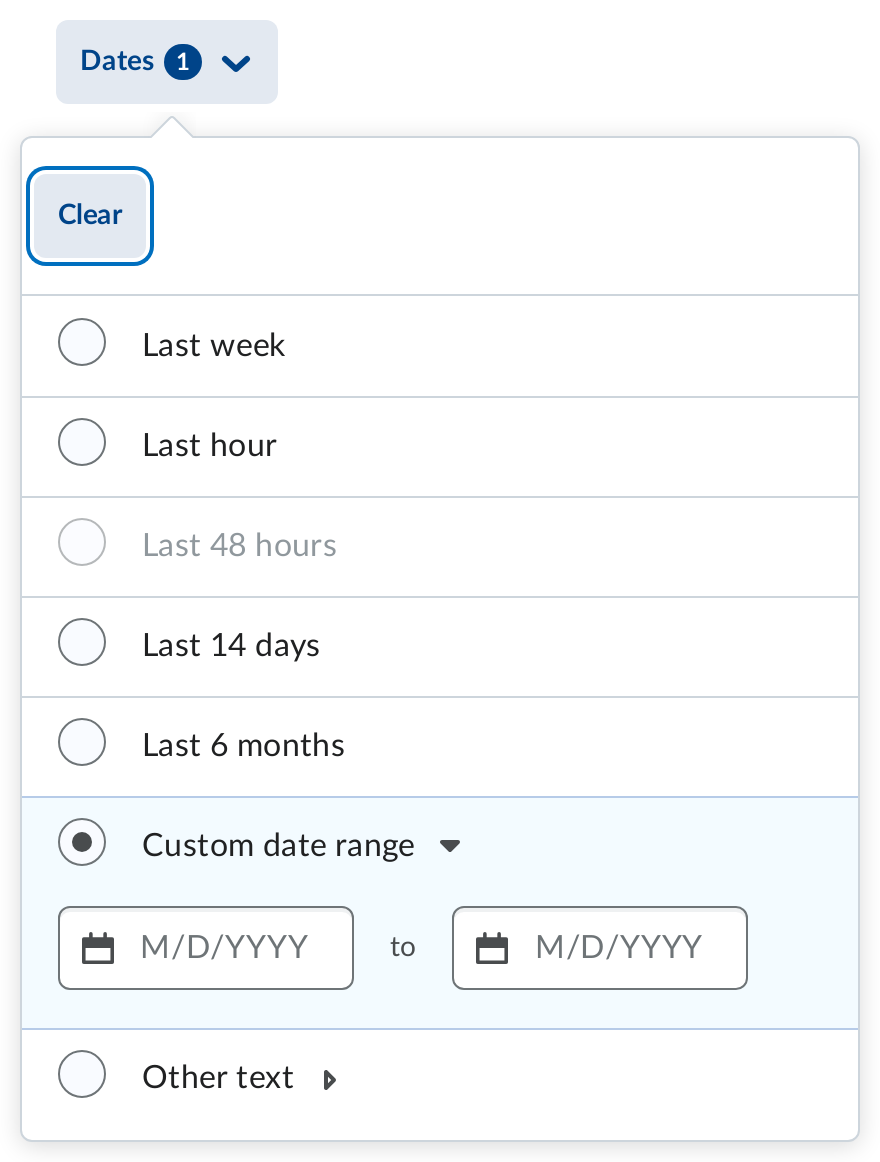 Dates 1
Clear
Last week
Last hour
Last 48 hours
Last 14 days
Last 6 months
Custom date range
M/D/YYYY to M/D/YYYY
Other text